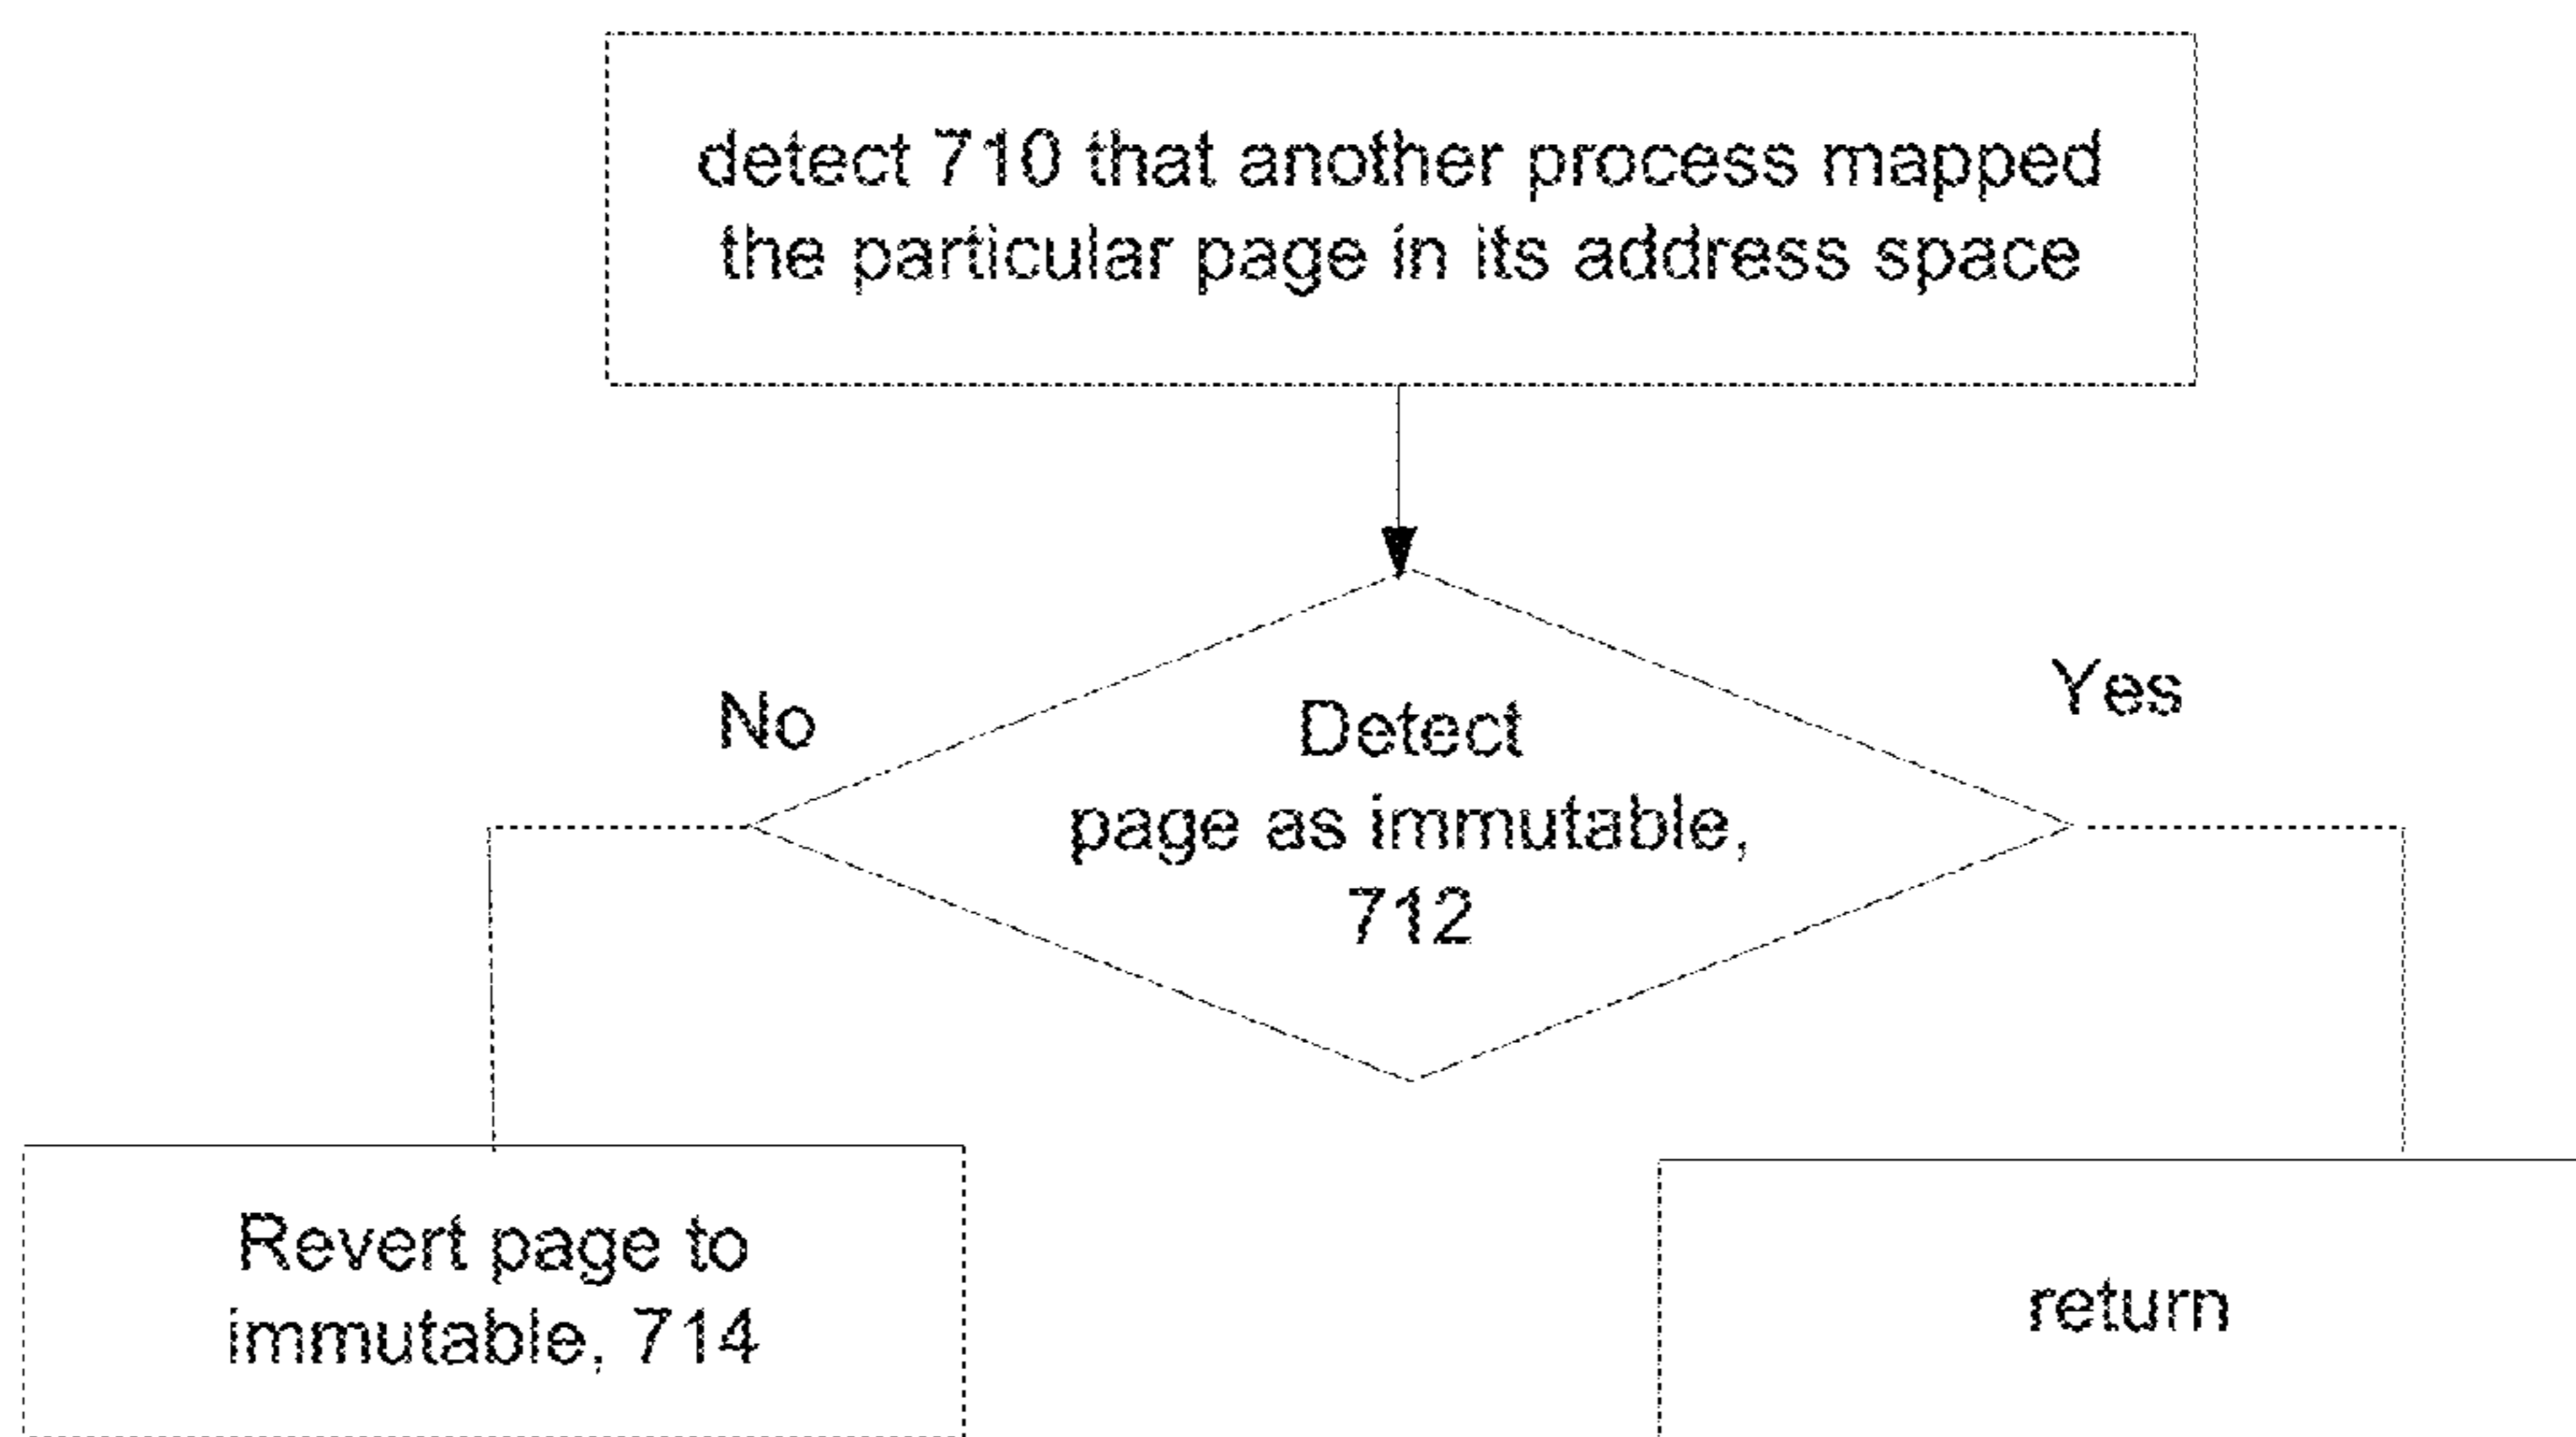 detect 710 that another process mapped
the particular page in its address space
No
Yes
Detect
page as immutable,
712
Revert page to
immutable, 714
return